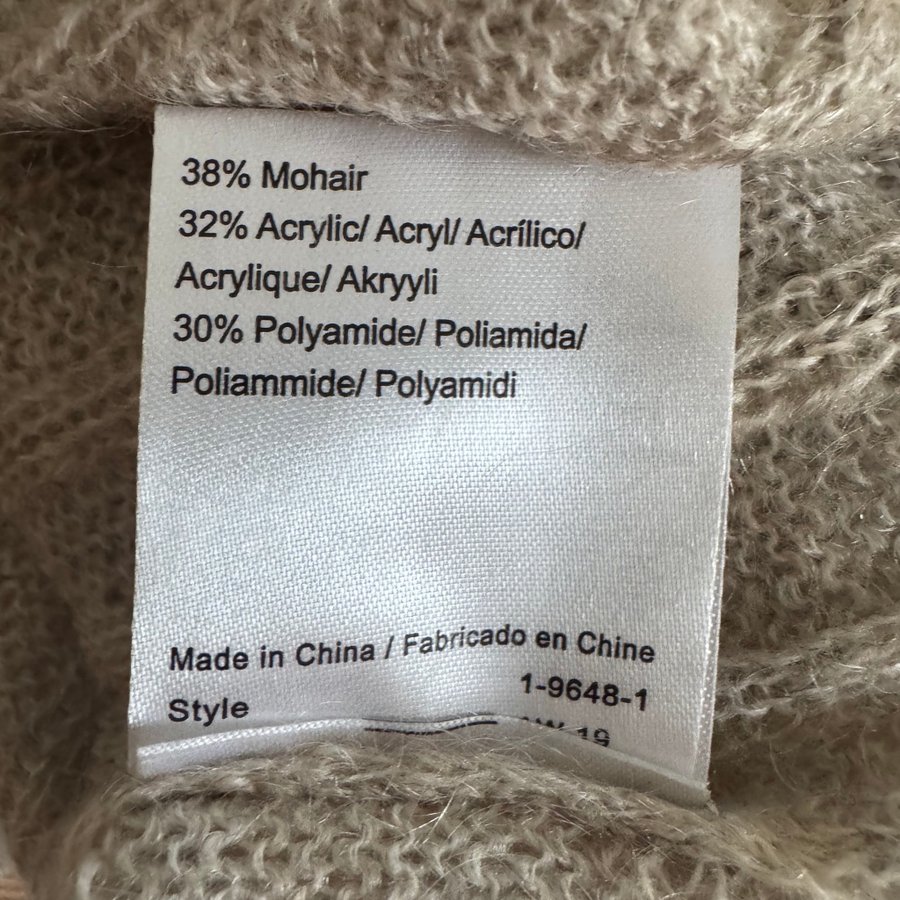 38% Mohair
32% Acrylic/ Acryl/ Acrílico/
Acrylique/ Akryyli
30% Polyamide/ Poliamida/
Poliammide/ Polyamidi
Made in China / Fabricado en Chine
Style 1-9648-1
19